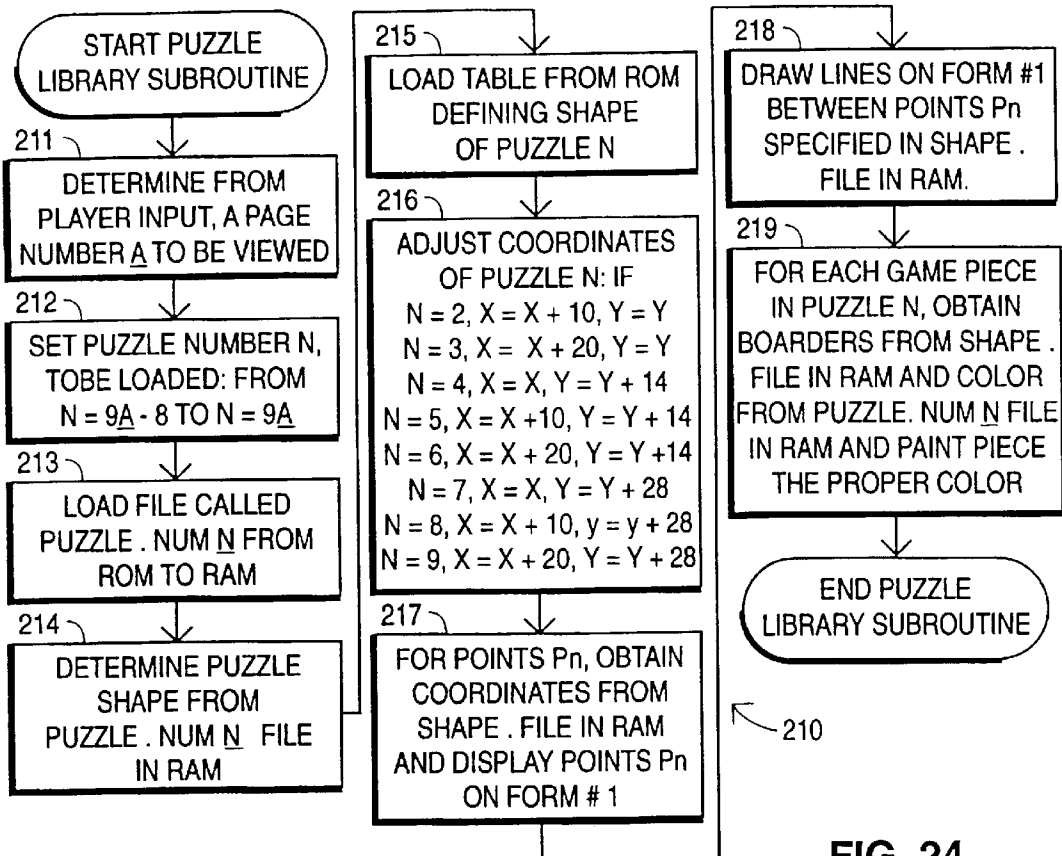 START PUZZLE
LIBRARY SUBROUTINE
211
DETERMINE FROM
PLAYER INPUT, A PAGE
NUMBER A TO BE VIEWED
212
SET PUZZLE NUMBER N,
TOBE LOADED: FROM
N = 9A - 8 TO N = 9A
213
LOAD FILE CALLED
PUZZLE . NUM N FROM
ROM TO RAM
214
DETERMINE PUZZLE
SHAPE FROM
PUZZLE . NUM N FILE
IN RAM
215
LOAD TABLE FROM ROM
DEFINING SHAPE
OF PUZZLE N
216
ADJUST COORDINATES
OF PUZZLE N: IF
N = 2, X = X + 10, Y = Y
N = 3, X = X + 20, Y = Y
N = 4, X = X, Y = Y + 14
N = 5, X = X +10, Y = Y + 14
N = 6, X = X + 20, Y = Y +14
N = 7, X = X, Y = Y + 28
N = 8, X = X + 10, y = y + 28
N = 9, X = X + 20, Y = Y + 28
217
FOR POINTS Pn, OBTAIN
COORDINATES FROM
SHAPE . FILE IN RAM
AND DISPLAY POINTS Pn
ON FORM # 1
218
DRAW LINES ON FORM #1
BETWEEN POINTS Pn
SPECIFIED IN SHAPE .
FILE IN RAM.
219
FOR EACH GAME PIECE
IN PUZZLE N, OBTAIN
BOARDERS FROM SHAPE .
FILE IN RAM AND COLOR
FROM PUZZLE. NUM N FILE
IN RAM AND PAINT PIECE
THE PROPER COLOR
END PUZZLE
LIBRARY SUBROUTINE
210
FIG. 24